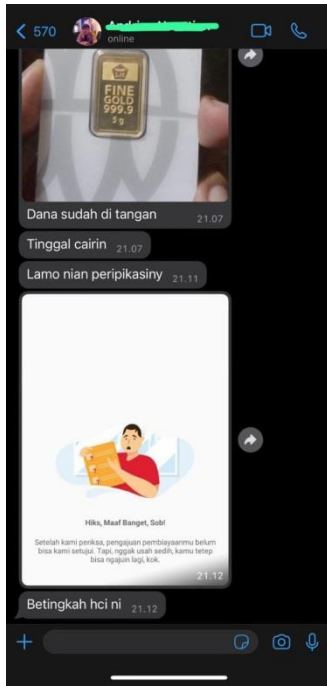 570
online
FINE
GOLD
999.9
5 g
Dana sudah di tangan 21.07
Tinggal cairin 21.07
Lamo nian peripikasiny 21.11
Hiks, Maaf Banget, Sob!
Setelah kami periksa, pengajuan pembiayaanmu belum
bisa kami setujui. Tapi, nggak usah sedih, kamu tetep
bisa ngajuin lagi, kok.
21.12
Betingkah hci ni 21.12